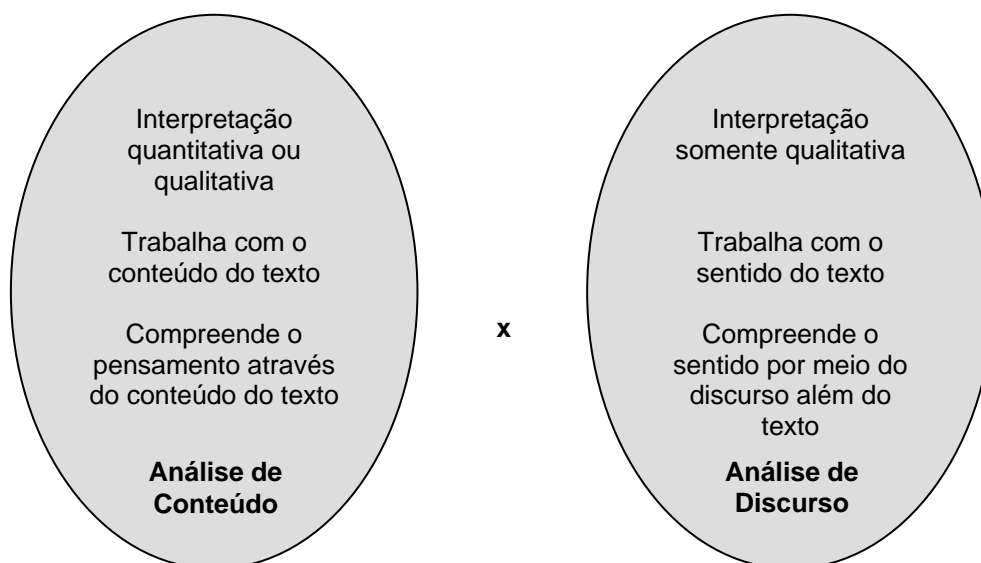 Interpretação
quantitativa ou
qualitativa
Trabalha com o
conteúdo do texto
Compreende o
pensamento através
do conteúdo do texto
Análise de
Conteúdo
x
Interpretação
somente qualitativa
Trabalha com o
sentido do texto
Compreende o
sentido por meio do
discurso além do
texto
Análise de
Discurso